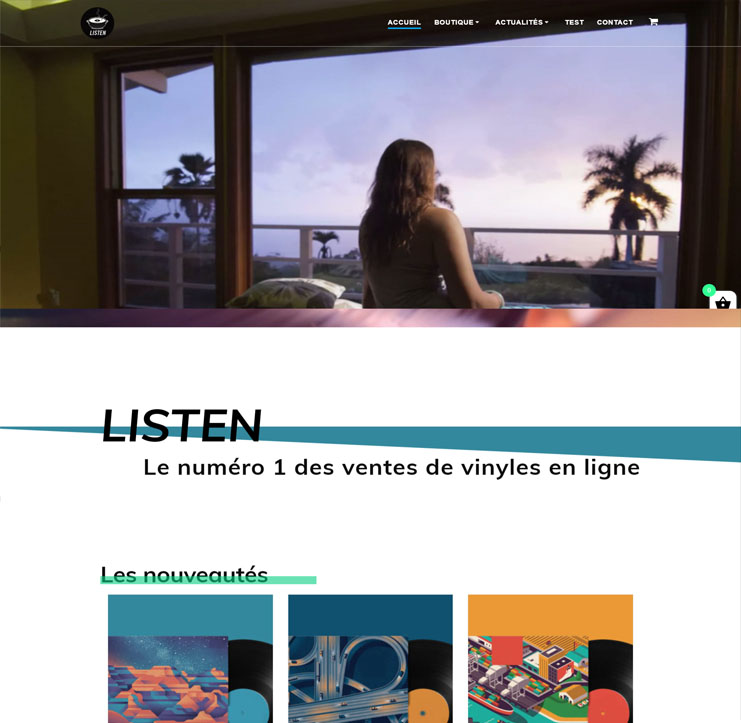 LISTEN
ACCUEIL BOUTIQUE ACTUALITÉS TEST CONTACT
0
LISTEN
Le numéro 1 des ventes de vinyles en ligne
Les nouveautés